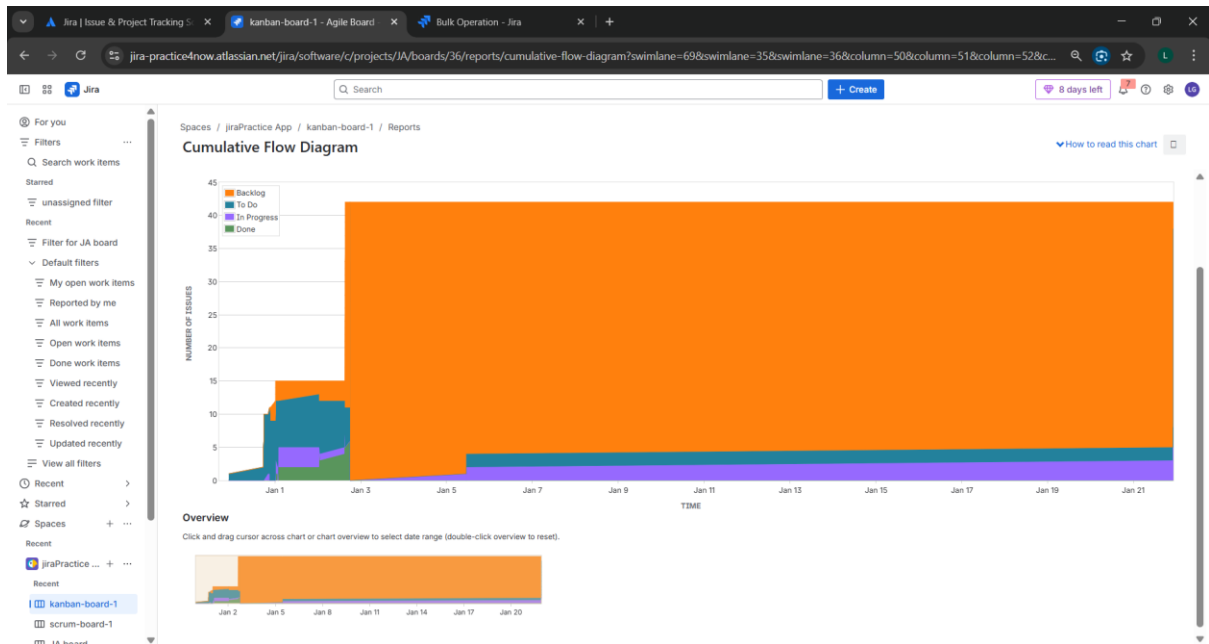 Jira | Issue & Project Tracking S
kanban-board-1 - Agile Board
Bulk Operation - Jira
jira-practice4now.atlassian.net/jira/software/c/projects/JA/boards/36/reports/cumulative-flow-diagram?swimlane=69&swimlane=35&swimlane=36&column=50&column=51&column=52&c...
L
Jira
Search
+ Create
8 days left
7
LG
For you
Filters
Search work items
Starred
unassigned filter
Recent
Filter for JA board
Default filters
My open work items
Reported by me
All work items
Open work items
Done work items
Viewed recently
Created recently
Resolved recently
Updated recently
View all filters
Recent
Starred
Spaces
Recent
jiraPractice ...
Recent
kanban-board-1
scrum-board-1
JA board
Spaces / jiraPractice App / kanban-board-1 / Reports
Cumulative Flow Diagram
How to read this chart
45
40
35
30
25
20
15
10
5
0
NUMBER OF ISSUES
Backlog
To Do
In Progress
Done
Jan 1 Jan 3 Jan 5 Jan 7 Jan 9 Jan 11 Jan 13 Jan 15 Jan 17 Jan 19 Jan 21
TIME
Overview
Click and drag cursor across chart or chart overview to select date range (double-click overview to reset).
Jan 2 Jan 5 Jan 8 Jan 11 Jan 14 Jan 17 Jan 20